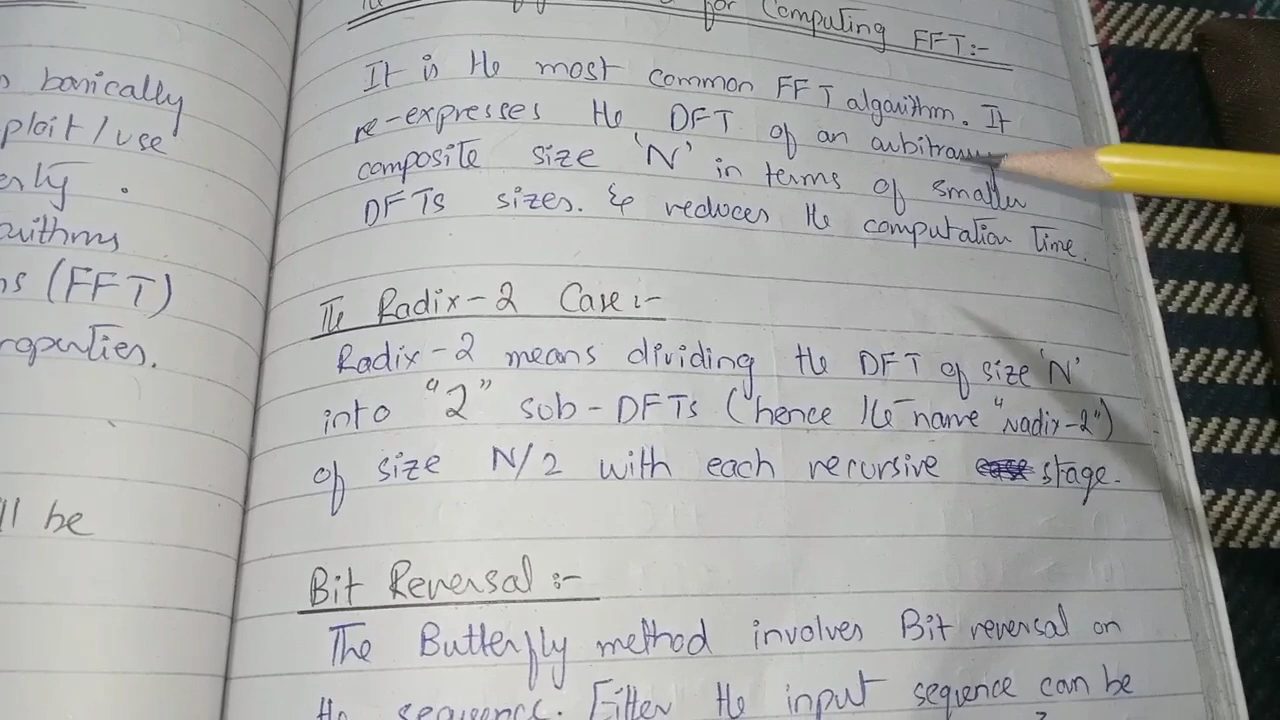 basically
ploit/use
(FFT)
ll be
for Computing FFT:-
It is the most common FFT algorithm. It
re-expresses the DFT of an arbitrary
composite size 'N' in terms of smaller
DFTs sizes. & reduces the computation time.
The Radix-2 Case:-
Radix-2 means dividing the DFT of size 'N'
into "2" sub-DFTs (hence the name "radix-2")
of size N/2 with each recursive stage.
Bit Reversal:-
The Butterfly method involves Bit reversal on
the sequence. Either the input sequence can be